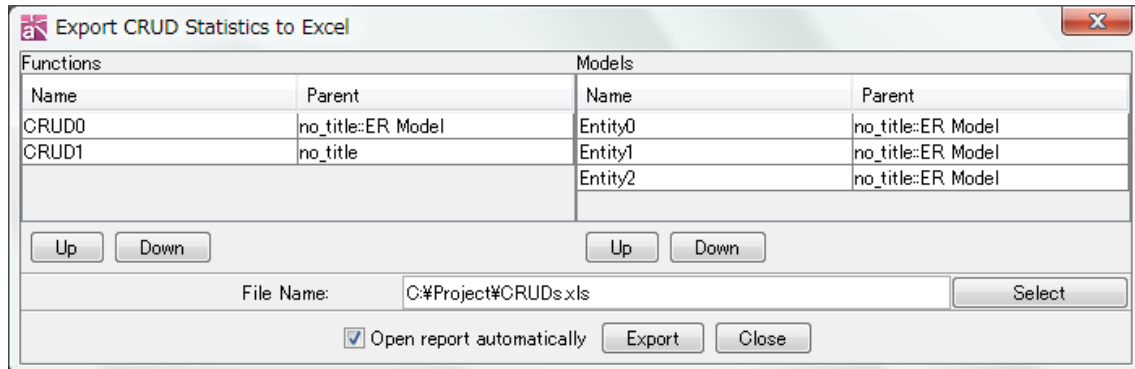 Export CRUD Statistics to Excel
Functions Models
Name Parent Name Parent
CRUD0 no_title::ER Model Entity0 no_title::ER Model
CRUD1 no_title Entity1 no_title::ER Model
Entity2 no_title::ER Model
Up Down Up Down
File Name: C:¥Project¥CRUDs.xls Select
Open report automatically Export Close